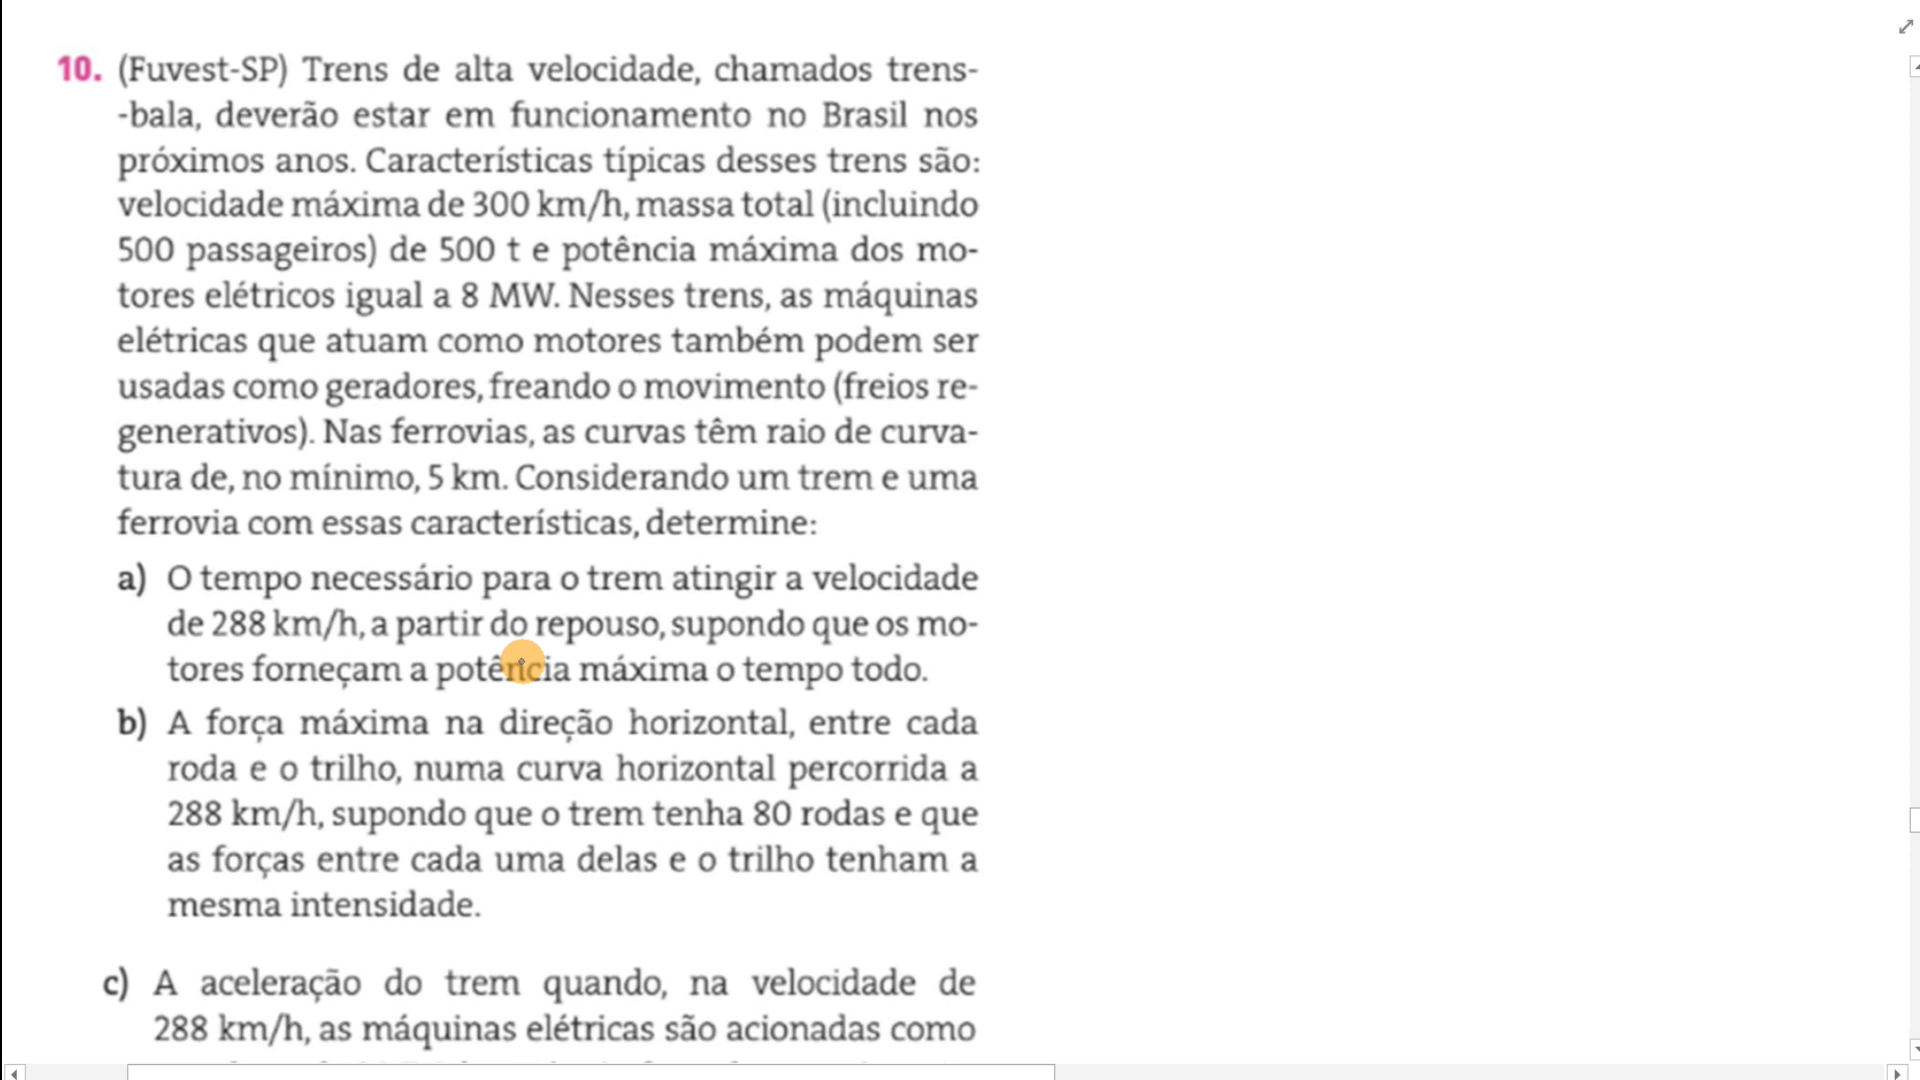 10. (Fuvest-SP) Trens de alta velocidade, chamados trens-
-bala, deverão estar em funcionamento no Brasil nos
próximos anos. Características típicas desses trens são:
velocidade máxima de 300 km/h, massa total (incluindo
500 passageiros) de 500 t e potência máxima dos mo-
tores elétricos igual a 8 MW. Nesses trens, as máquinas
elétricas que atuam como motores também podem ser
usadas como geradores, freando o movimento (freios re-
generativos). Nas ferrovias, as curvas têm raio de curva-
tura de, no mínimo, 5 km. Considerando um trem e uma
ferrovia com essas características, determine:
a) O tempo necessário para o trem atingir a velocidade
de 288 km/h, a partir do repouso, supondo que os mo-
tores forneçam a potência máxima o tempo todo.
b) A força máxima na direção horizontal, entre cada
roda e o trilho, numa curva horizontal percorrida a
288 km/h, supondo que o trem tenha 80 rodas e que
as forças entre cada uma delas e o trilho tenham a
mesma intensidade.
c) A aceleração do trem quando, na velocidade de
288 km/h, as máquinas elétricas são acionadas como